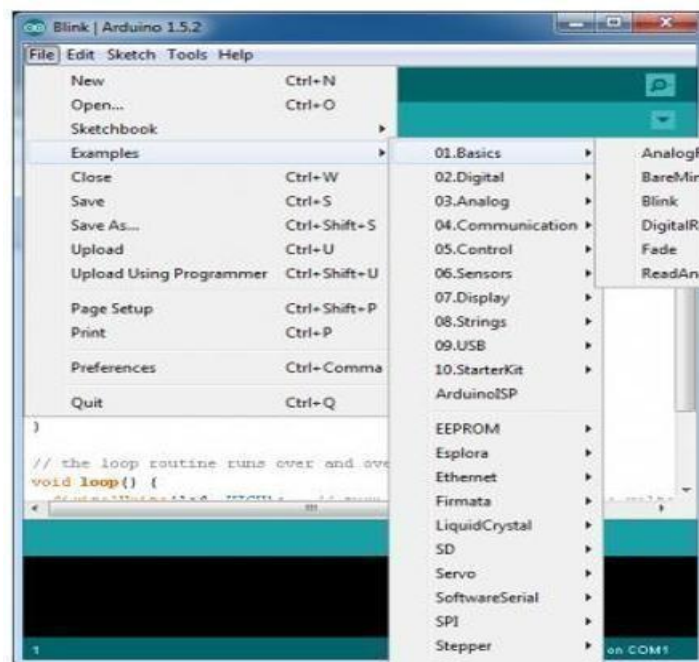 Blink | Arduino 1.5.2
File Edit Sketch Tools Help
New Ctrl+N
Open... Ctrl+O
Sketchbook
Examples
Close Ctrl+W
Save Ctrl+S
Save As... Ctrl+Shift+S
Upload Ctrl+U
Upload Using Programmer Ctrl+Shift+U
Page Setup Ctrl+Shift+P
Print Ctrl+P
Preferences Ctrl+Comma
Quit Ctrl+Q
01.Basics
02.Digital
03.Analog
04.Communication
05.Control
06.Sensors
07.Display
08.Strings
09.USB
10.StarterKit
ArduinoISP
EEPROM
Esplora
Ethernet
Firmata
LiquidCrystal
SD
Servo
SoftwareSerial
SPI
Stepper
AnalogR
BareMin
Blink
DigitalR
Fade
ReadAna
}
// the loop routine runs over and ove
void loop() {
1
on COM1